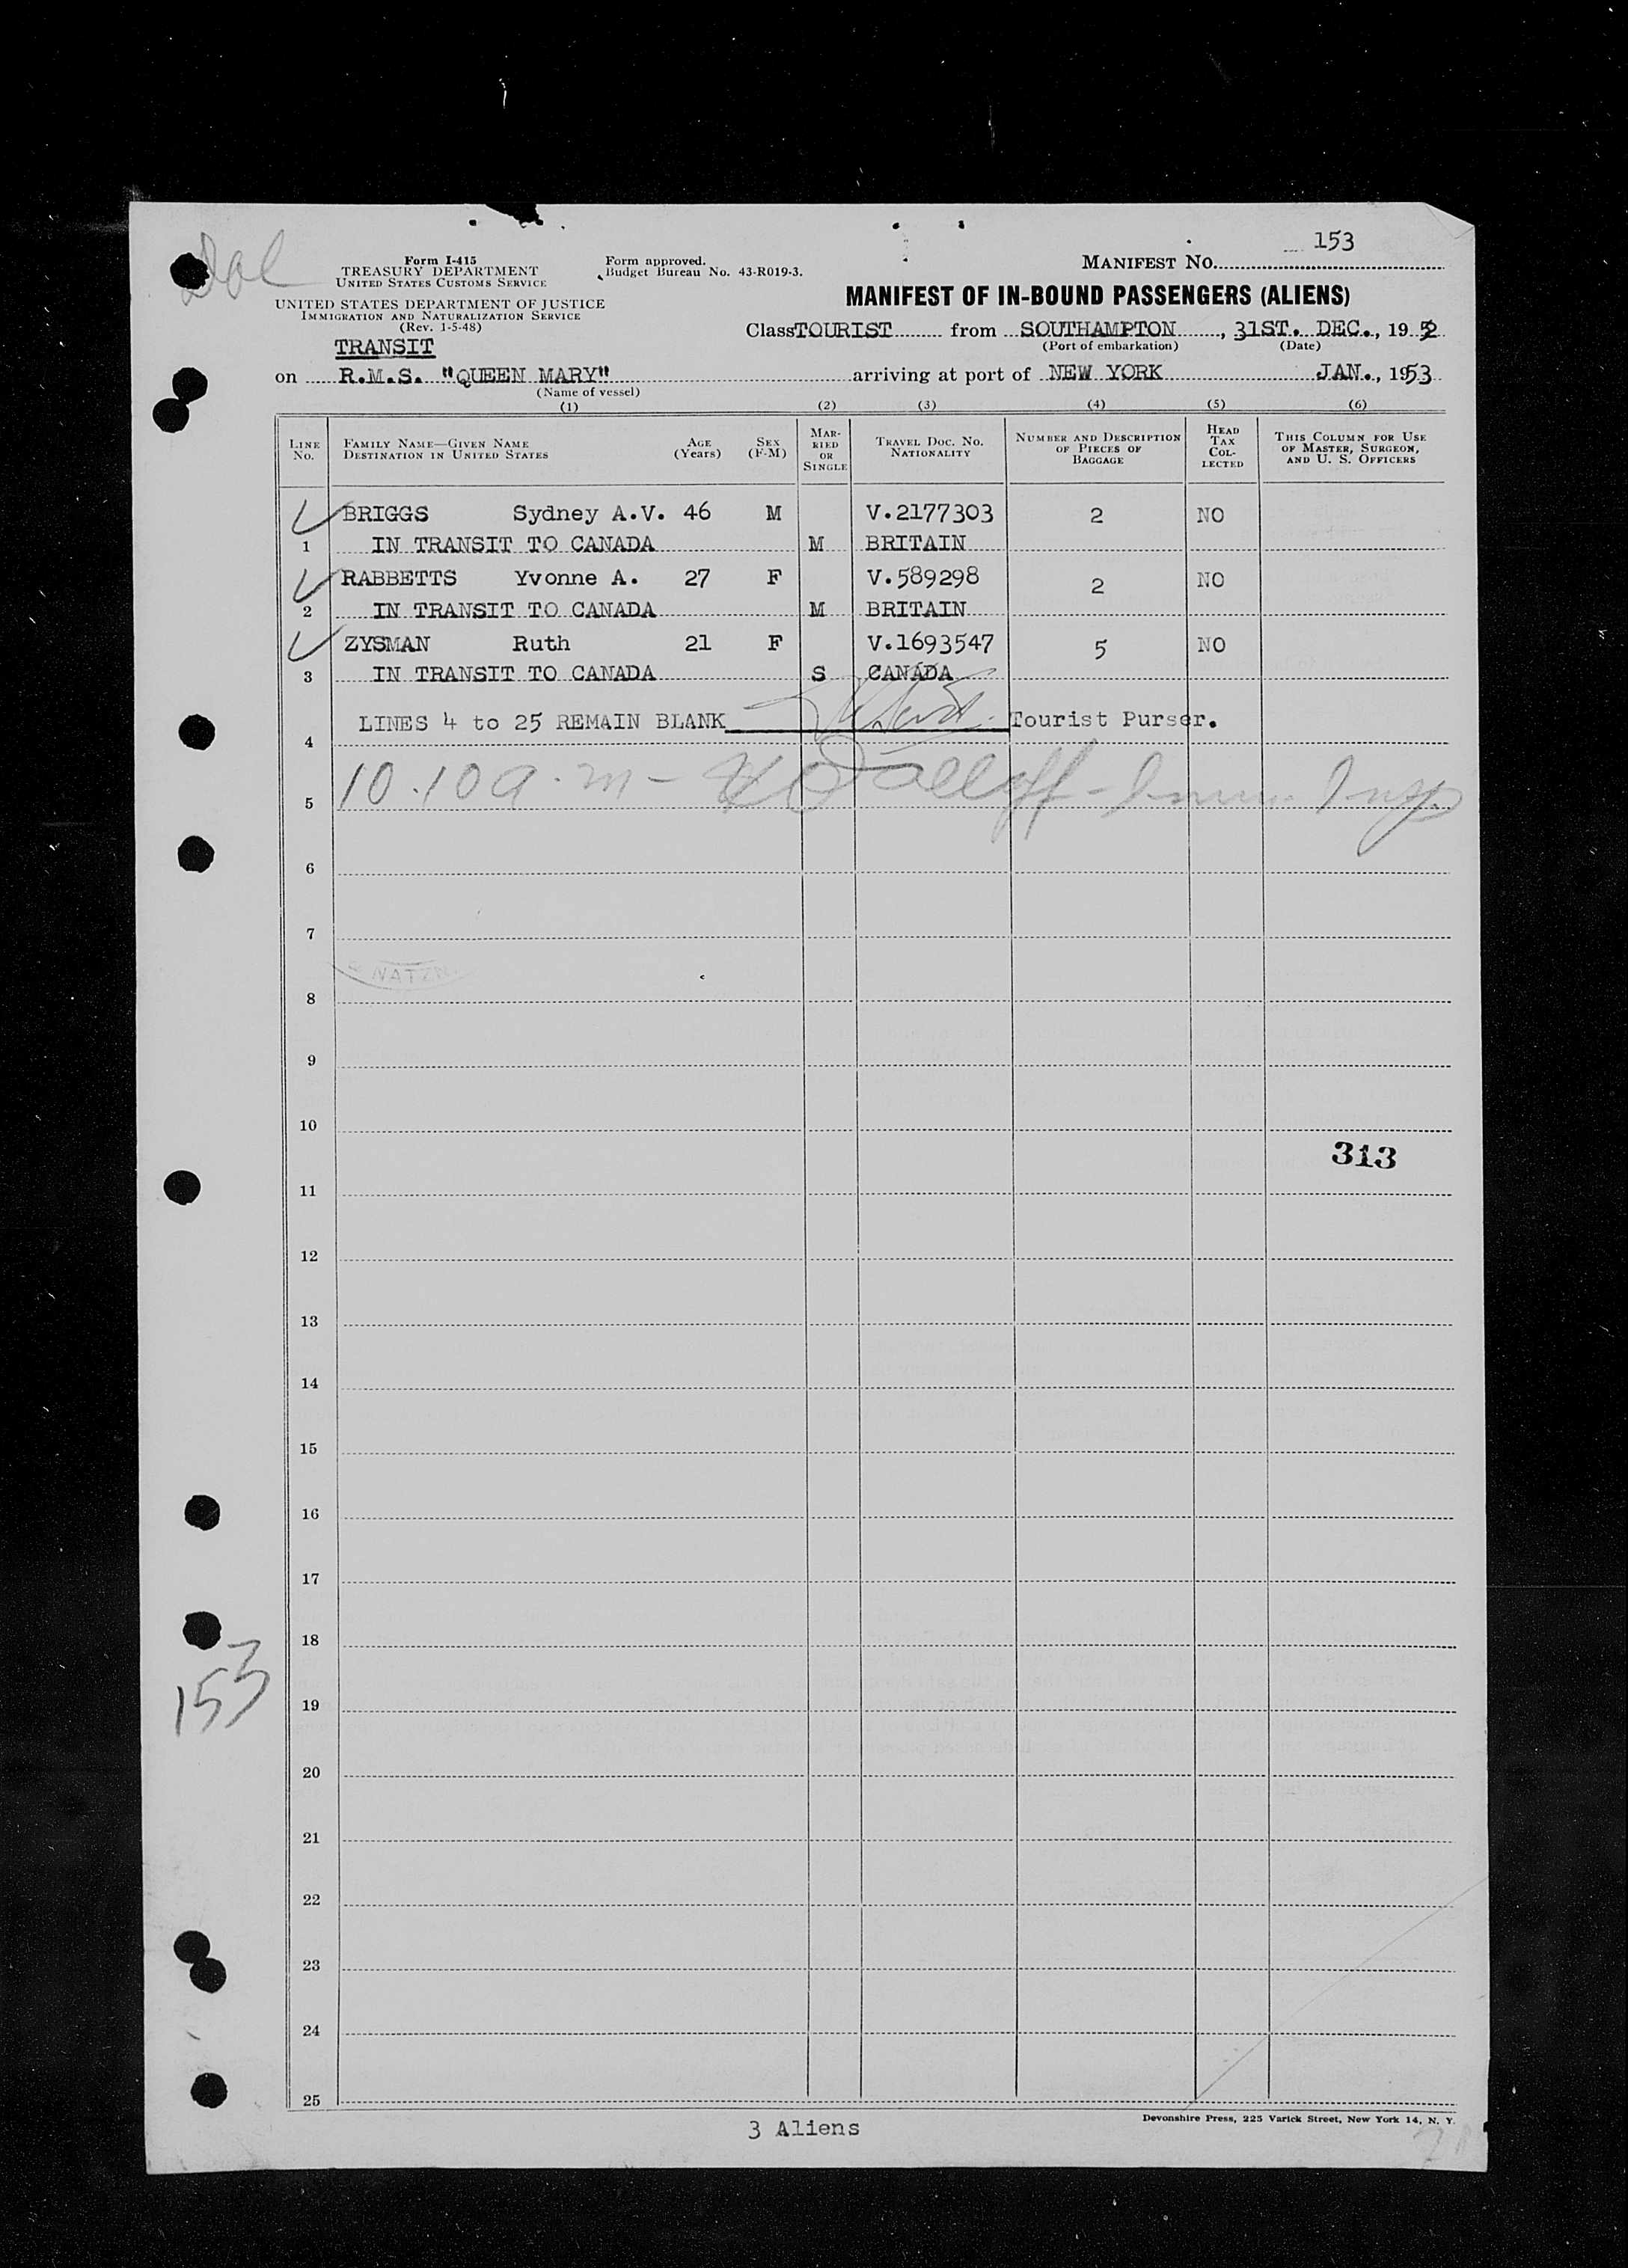 153
Form I-415
TREASURY DEPARTMENT
UNITED STATES CUSTOMS SERVICE
UNITED STATES DEPARTMENT OF JUSTICE
IMMIGRATION AND NATURALIZATION SERVICE
(Rev. 1-5-48)
Form approved.
Budget Bureau No. 43-R019-3.
MANIFEST NO.
MANIFEST OF IN-BOUND PASSENGERS (ALIENS)
Class TOURIST from SOUTHAMPTON, 31ST. DEC., 1952
(Port of embarkation) (Date)
TRANSIT
on R.M.S. "QUEEN MARY" arriving at port of NEW YORK JAN., 1953
(Name of vessel)
(1) (2) (3) (4) (5) (6)
LINE No. FAMILY NAME—GIVEN NAME DESTINATION IN UNITED STATES AGE (Years) SEX (F-M) MARRIED OR SINGLE TRAVEL DOC. NO. NATIONALITY NUMBER AND DESCRIPTION OF PIECES OF BAGGAGE HEAD TAX COLLECTED THIS COLUMN FOR USE OF MASTER, SURGEON, AND U. S. OFFICERS
BRIGGS Sydney A.V. 46 M V.2177303 2 NO
1 IN TRANSIT TO CANADA M BRITAIN
RABBETTS Yvonne A. 27 F V.589298 2 NO
2 IN TRANSIT TO CANADA M BRITAIN
ZYSMAN Ruth 21 F V.1693547 5 NO
3 IN TRANSIT TO CANADA S CANADA
LINES 4 to 25 REMAIN BLANK Tourist Purser.
4
5 10.10 a.m - Imm. Insp
6
7
8
NATZ
9
10
313
11
12
13
14
15
16
17
18
153
19
20
21
22
23
24
25
3 Aliens
Devonshire Press, 225 Varick Street, New York 14, N. Y.